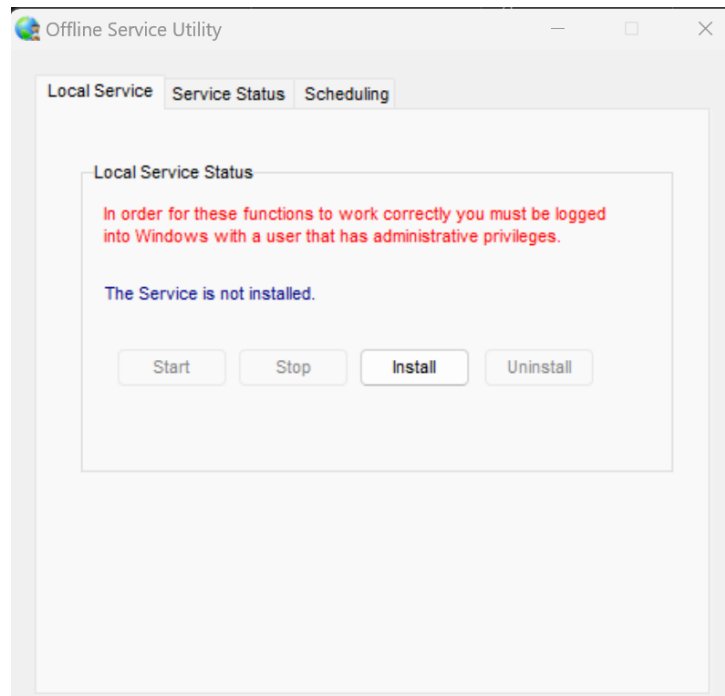 Offline Service Utility
Local Service Service Status Scheduling
Local Service Status
In order for these functions to work correctly you must be logged
into Windows with a user that has administrative privileges.
The Service is not installed.
Start Stop Install Uninstall